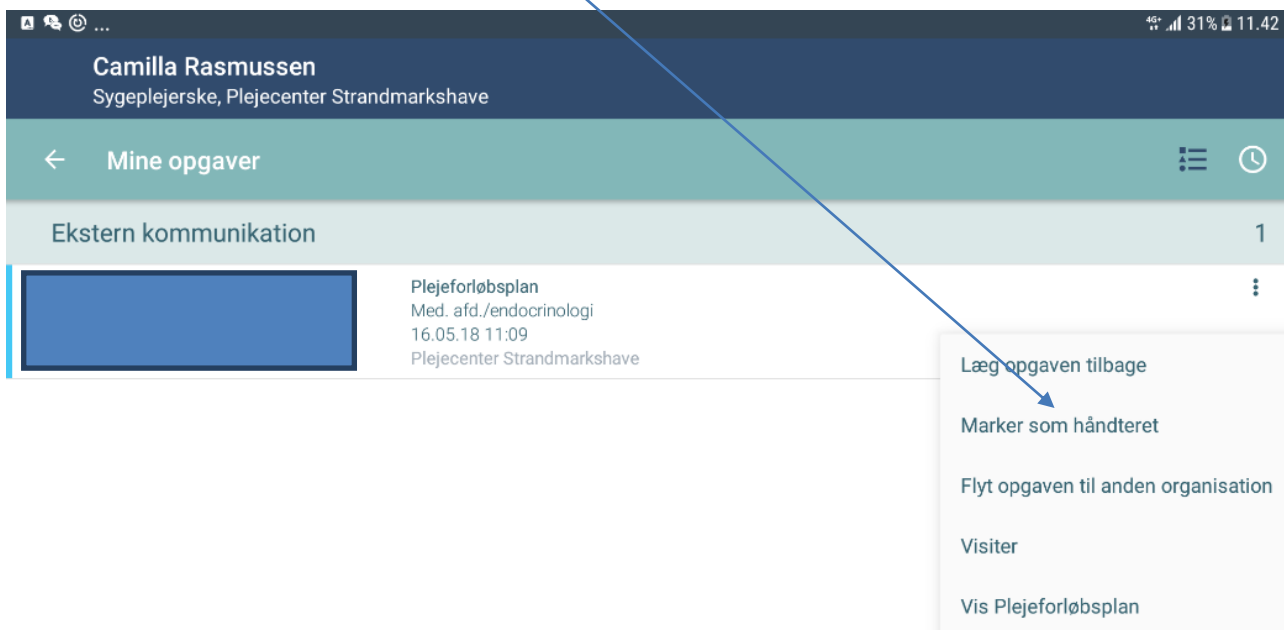 ... 4G+ 31% 11.42
Camilla Rasmussen
Sygeplejerske, Plejecenter Strandmarkshave
Mine opgaver
Ekstern kommunikation 1
Plejeforløbsplan
Med. afd./endocrinologi
16.05.18 11:09
Plejecenter Strandmarkshave
Læg opgaven tilbage
Marker som håndteret
Flyt opgaven til anden organisation
Visiter
Vis Plejeforløbsplan